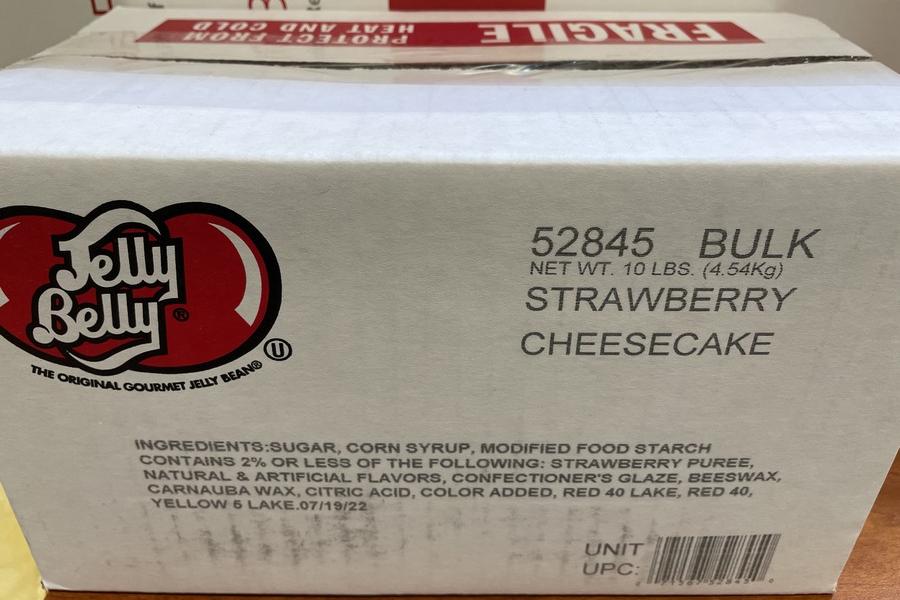 FRAGILE
PROTECT FROM
HEAT AND COLD
Jelly
Belly®
U
THE ORIGINAL GOURMET JELLY BEAN®
52845 BULK
NET WT. 10 LBS. (4.54Kg)
STRAWBERRY
CHEESECAKE
INGREDIENTS:SUGAR, CORN SYRUP, MODIFIED FOOD STARCH
CONTAINS 2% OR LESS OF THE FOLLOWING: STRAWBERRY PUREE,
NATURAL & ARTIFICIAL FLAVORS, CONFECTIONER'S GLAZE, BEESWAX,
CARNAUBA WAX, CITRIC ACID, COLOR ADDED, RED 40 LAKE, RED 40,
YELLOW 5 LAKE.07/19/22
UNIT
UPC: